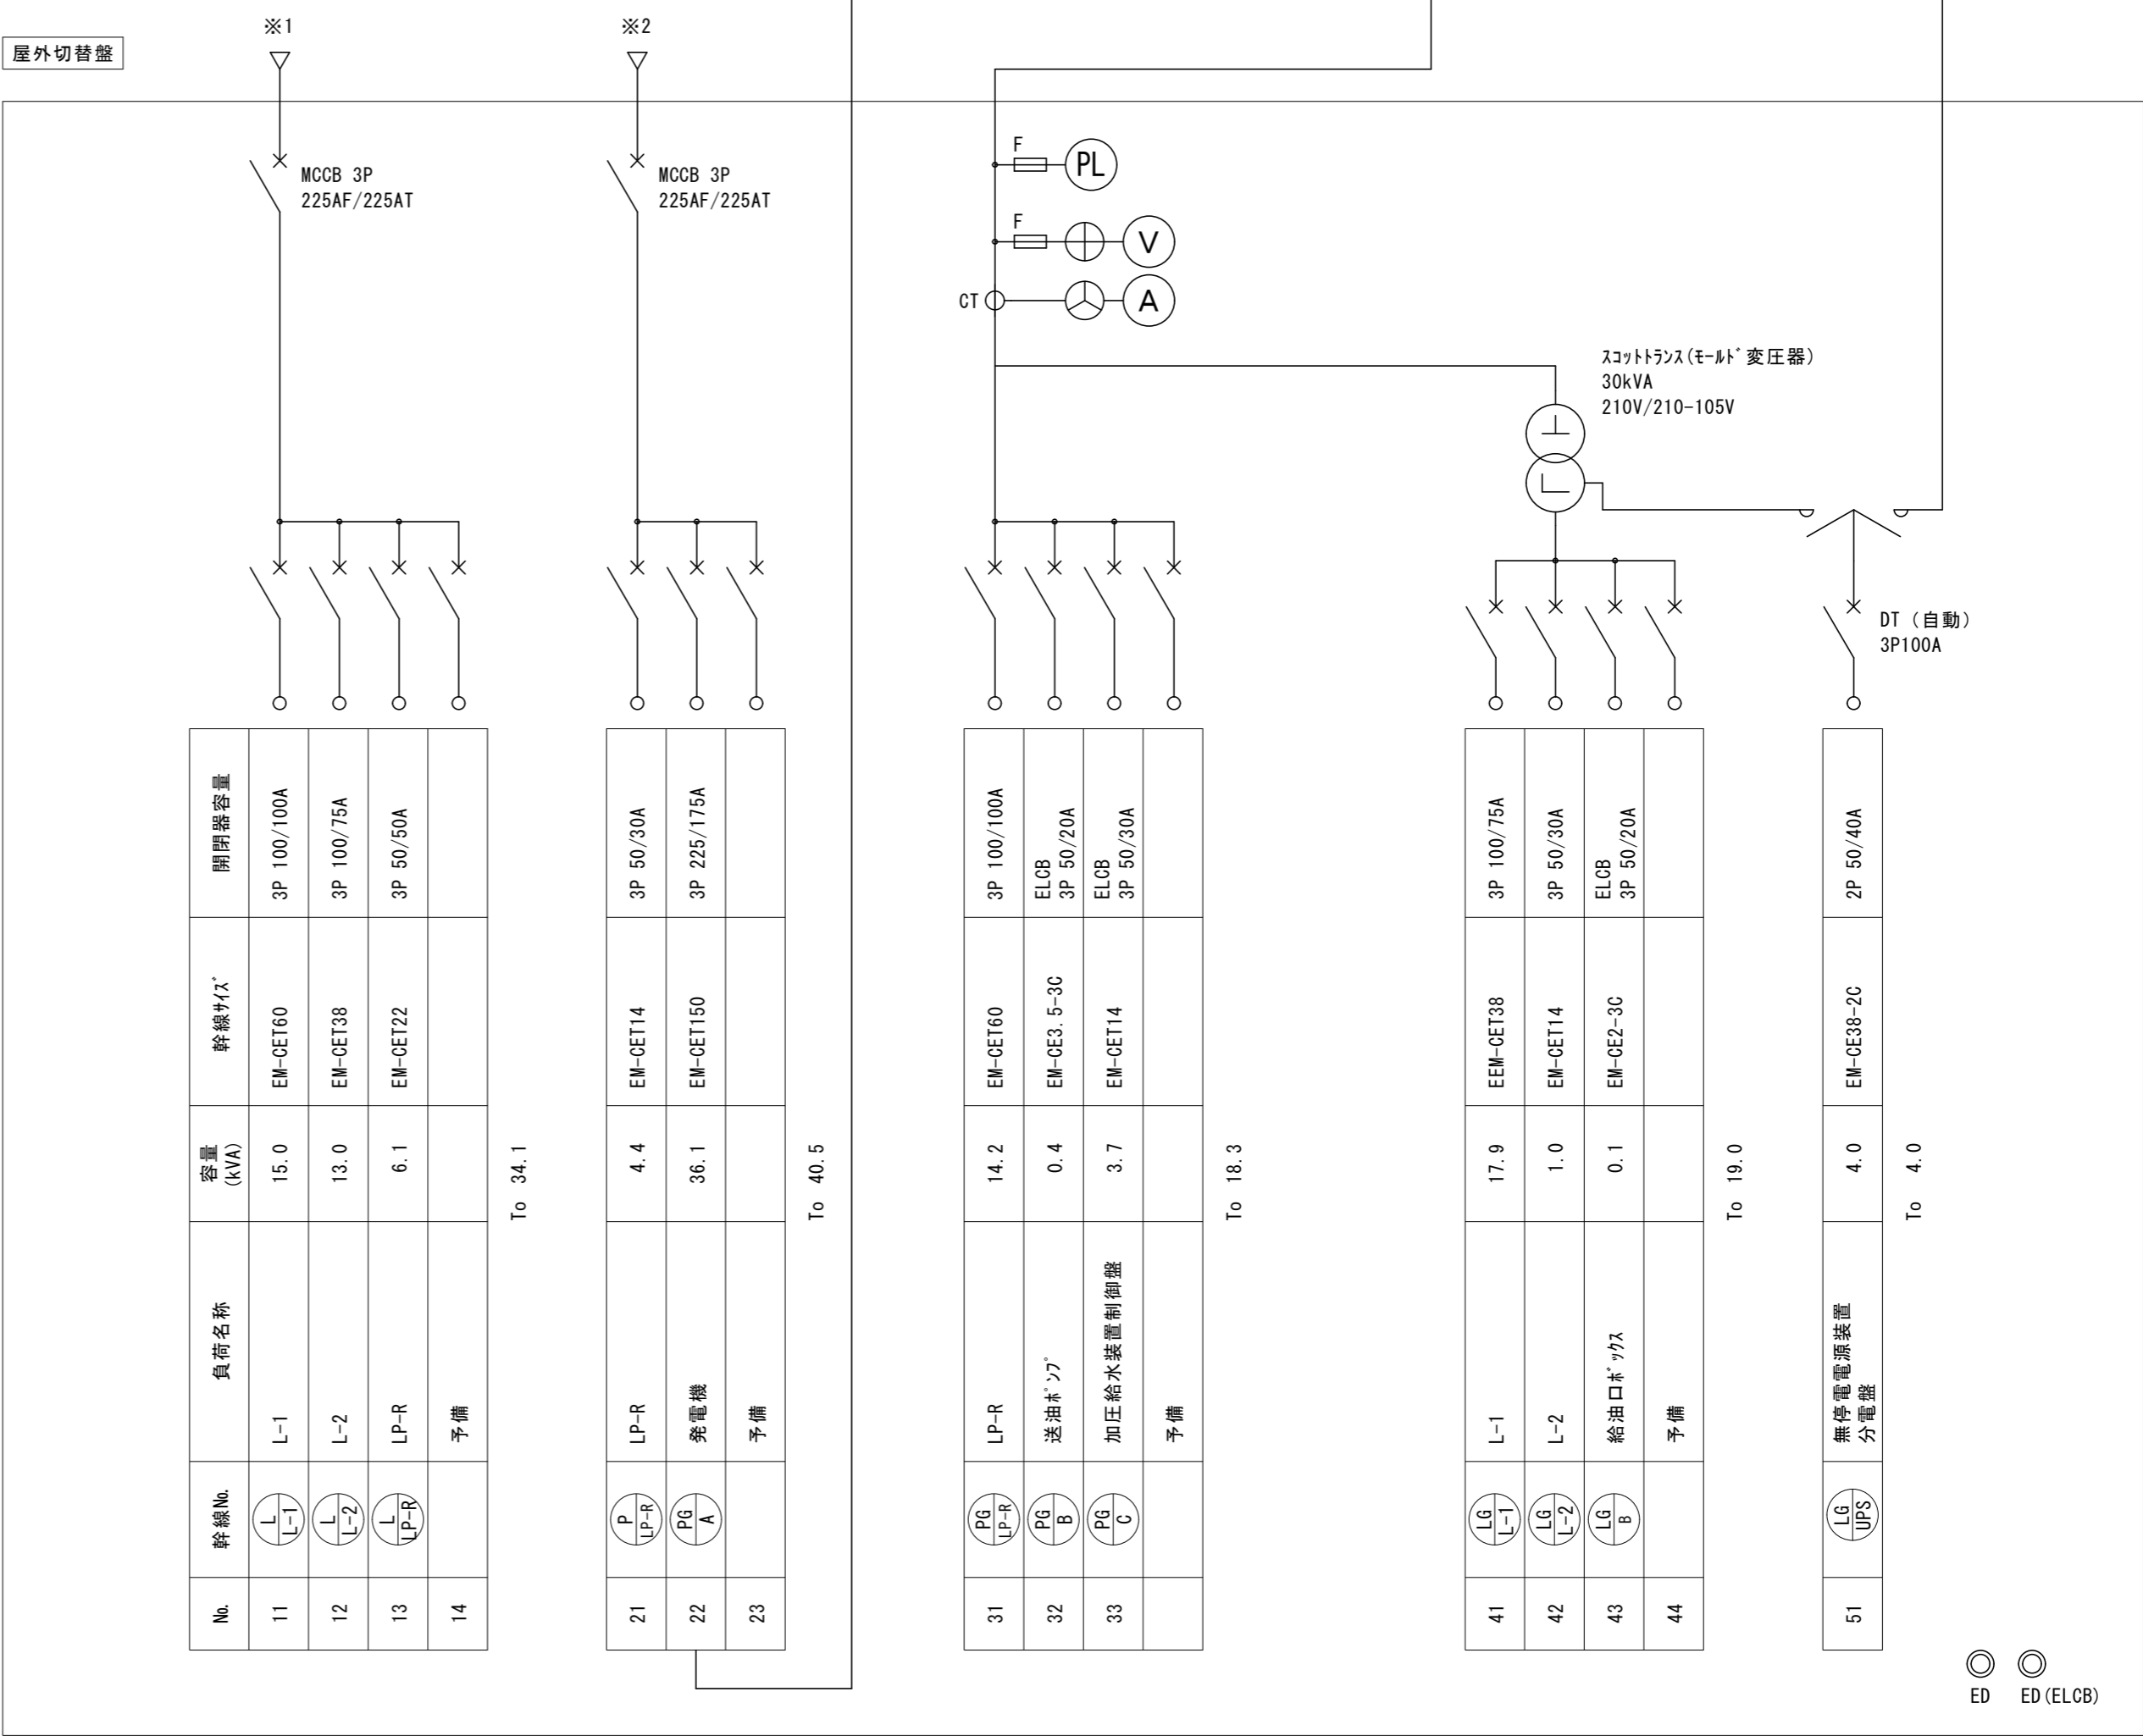 屋外切替盤
※1
※2
MCCB 3P
225AF/225AT
MCCB 3P
225AF/225AT
F
PL
F
V
CT
A
ｽｺｯﾄﾄﾗﾝｽ(ﾓｰﾙﾄﾞ変圧器)
30kVA
210V/210-105V
DT (自動)
3P100A
開閉器容量
3P 100/100A
3P 100/75A
3P 50/50A
幹線ｻｲｽﾞ
EM-CET60
EM-CET38
EM-CET22
容量
(kVA)
15.0
13.0
6.1
To 34.1
負荷名称
L-1
L-2
LP-R
予備
幹線No.
L
L-1
L
L-2
L
LP-R
No.
11
12
13
14
3P 50/30A
3P 225/175A
EM-CET14
EM-CET150
4.4
36.1
To 40.5
LP-R
発電機
予備
P
LP-R
PG
A
21
22
23
3P 100/100A
ELCB
3P 50/20A
ELCB
3P 50/30A
EM-CET60
EM-CE3.5-3C
EM-CET14
14.2
0.4
3.7
To 18.3
LP-R
送油ﾎﾟﾝﾌﾟ
加圧給水装置制御盤
予備
PG
LP-R
PG
B
PG
C
31
32
33
3P 100/75A
3P 50/30A
ELCB
3P 50/20A
EEM-CET38
EM-CET14
EM-CE2-3C
17.9
1.0
0.1
To 19.0
L-1
L-2
給油口ﾎﾞｯｸｽ
予備
LG
L-1
LG
L-2
LG
B
41
42
43
44
2P 50/40A
EM-CE38-2C
4.0
To 4.0
無停電電源装置
分電盤
LG
UPS
51
ED
ED(ELCB)